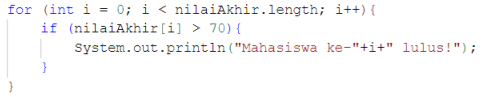 for (int i = 0; i < nilaiAkhir.length; i++){
    if (nilaiAkhir[i] > 70){
        System.out.println("Mahasiswa ke-"+i+" lulus!");
    }
}